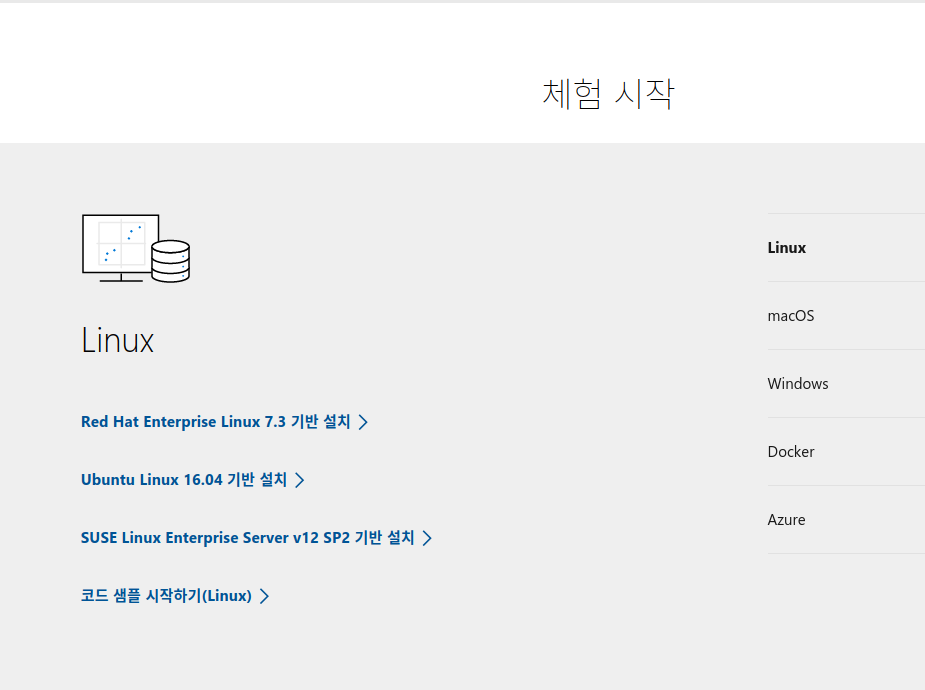 체험 시작
Linux
Red Hat Enterprise Linux 7.3 기반 설치
Ubuntu Linux 16.04 기반 설치
SUSE Linux Enterprise Server v12 SP2 기반 설치
코드 샘플 시작하기(Linux)
Linux
macOS
Windows
Docker
Azure